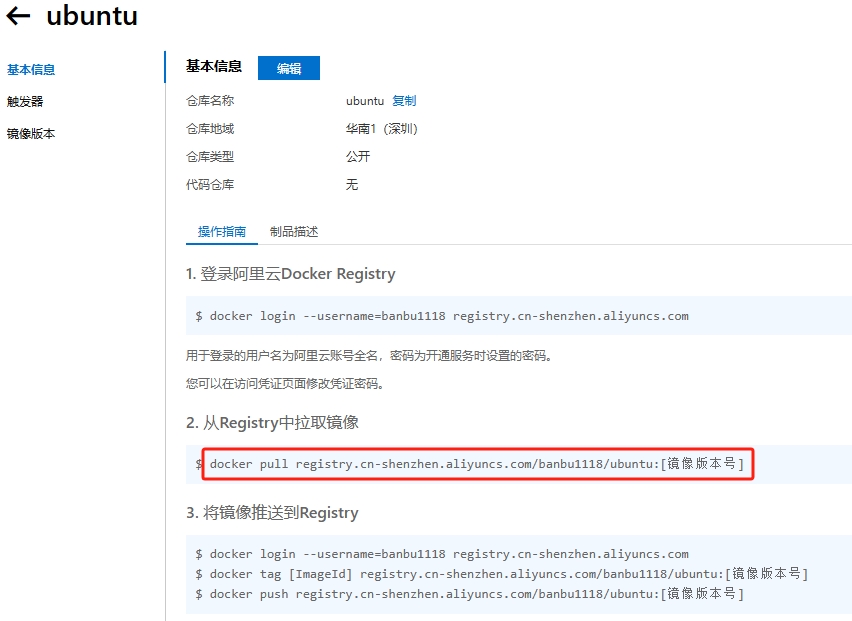 ← ubuntu
基本信息
触发器
镜像版本
基本信息 编辑
仓库名称 ubuntu 复制
仓库地域 华南1（深圳）
仓库类型 公开
代码仓库 无
操作指南 制品描述
1. 登录阿里云Docker Registry
$ docker login --username=banbu1118 registry.cn-shenzhen.aliyuncs.com
用于登录的用户名为阿里云账号全名，密码为开通服务时设置的密码。
您可以在访问凭证页面修改凭证密码。
2. 从Registry中拉取镜像
$ docker pull registry.cn-shenzhen.aliyuncs.com/banbu1118/ubuntu:[镜像版本号]
3. 将镜像推送到Registry
$ docker login --username=banbu1118 registry.cn-shenzhen.aliyuncs.com
$ docker tag [ImageId] registry.cn-shenzhen.aliyuncs.com/banbu1118/ubuntu:[镜像版本号]
$ docker push registry.cn-shenzhen.aliyuncs.com/banbu1118/ubuntu:[镜像版本号]